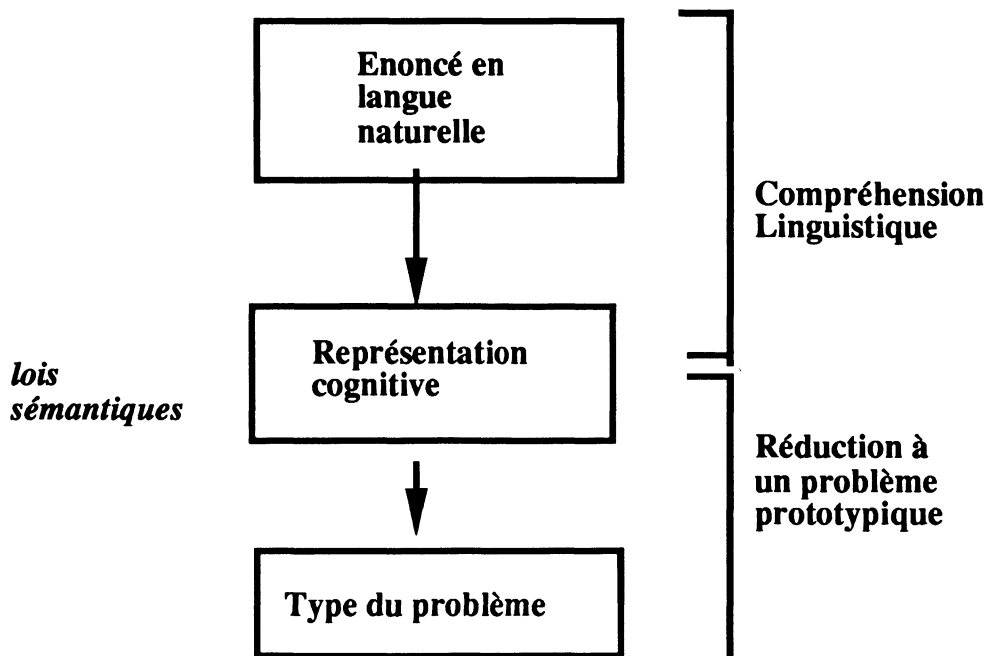 Enoncé en
langue
naturelle
Compréhension
Linguistique
Représentation
cognitive
lois
sémantiques
Réduction à
un problème
prototypique
Type du problème